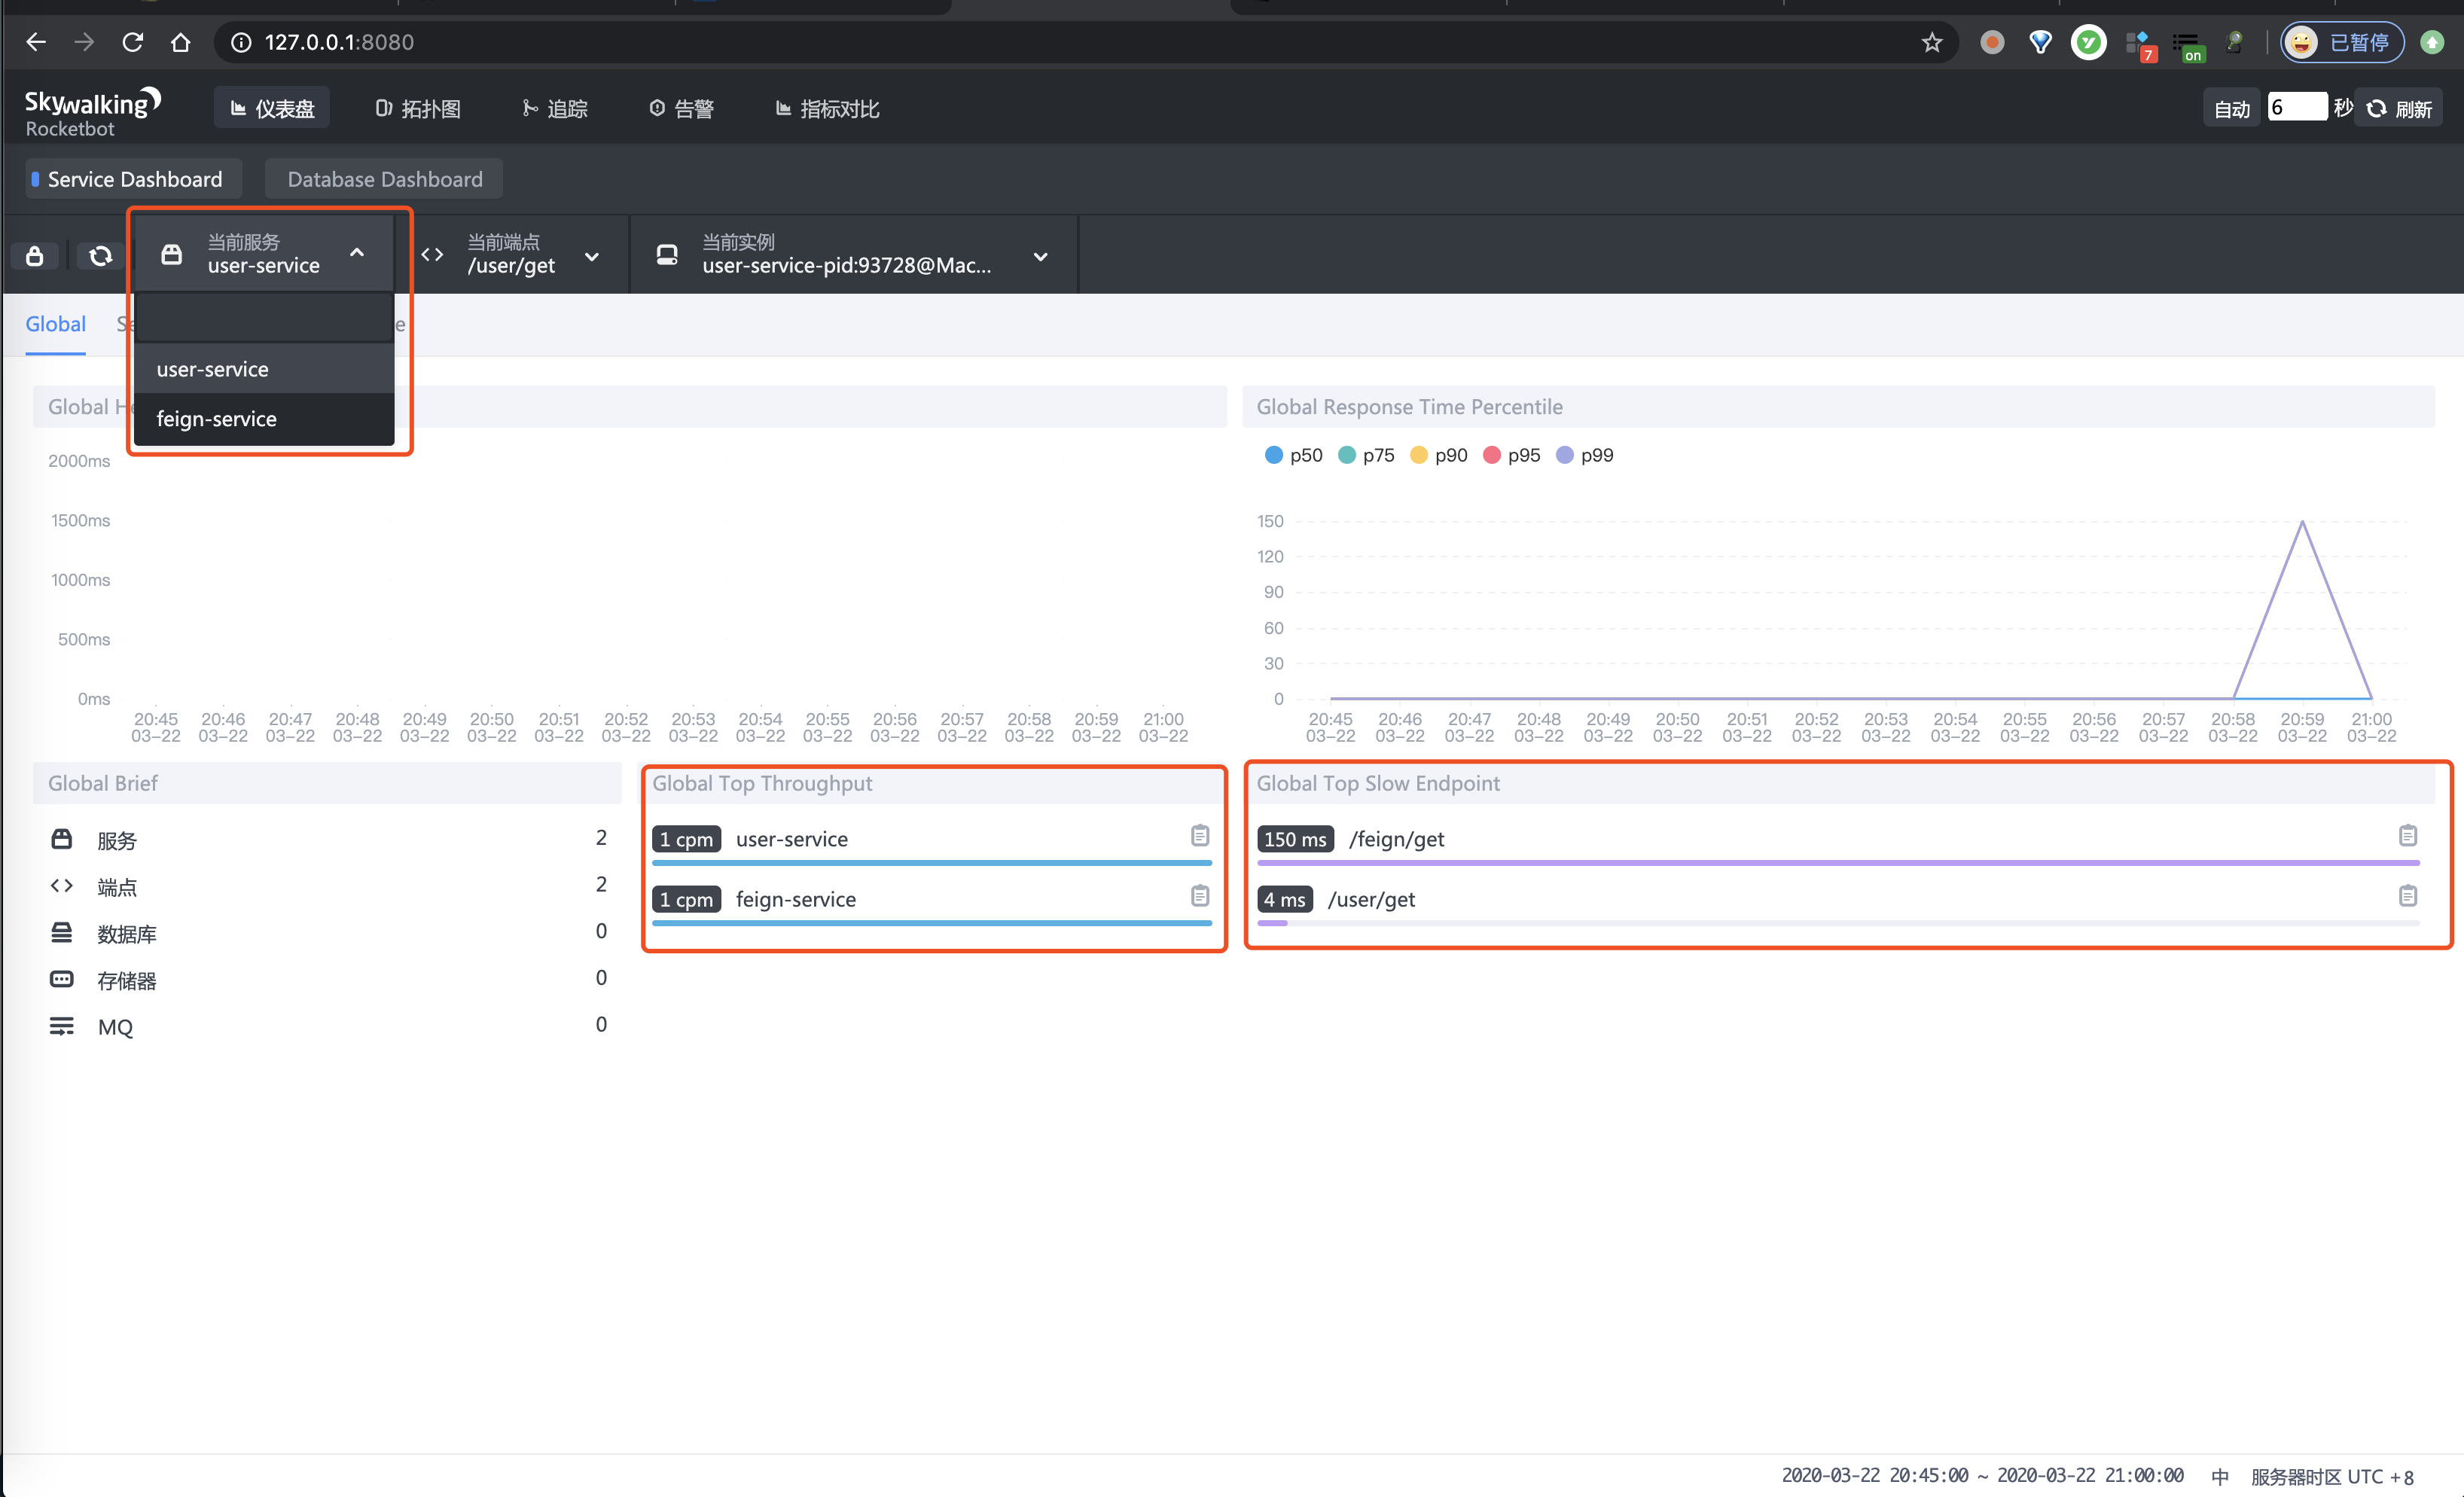 127.0.0.1:8080
7
on
已暂停
Skywalking
Rocketbot
仪表盘
拓扑图
追踪
告警
指标对比
自动
6
秒
刷新
Service Dashboard
Database Dashboard
当前服务
user-service
当前端点
/user/get
当前实例
user-service-pid:93728@Mac...
Global
Se
e
user-service
feign-service
Global He
2000ms
1500ms
1000ms
500ms
0ms
20:45 20:46 20:47 20:48 20:49 20:50 20:51 20:52 20:53 20:54 20:55 20:56 20:57 20:58 20:59 21:00
03-22 03-22 03-22 03-22 03-22 03-22 03-22 03-22 03-22 03-22 03-22 03-22 03-22 03-22 03-22 03-22
Global Response Time Percentile
p50 p75 p90 p95 p99
150
120
90
60
30
0
20:45 20:46 20:47 20:48 20:49 20:50 20:51 20:52 20:53 20:54 20:55 20:56 20:57 20:58 20:59 21:00
03-22 03-22 03-22 03-22 03-22 03-22 03-22 03-22 03-22 03-22 03-22 03-22 03-22 03-22 03-22 03-22
Global Brief
服务 2
端点 2
数据库 0
存储器 0
MQ 0
Global Top Throughput
1 cpm user-service
1 cpm feign-service
Global Top Slow Endpoint
150 ms /feign/get
4 ms /user/get
2020-03-22 20:45:00 ~ 2020-03-22 21:00:00 中 服务器时区 UTC +8